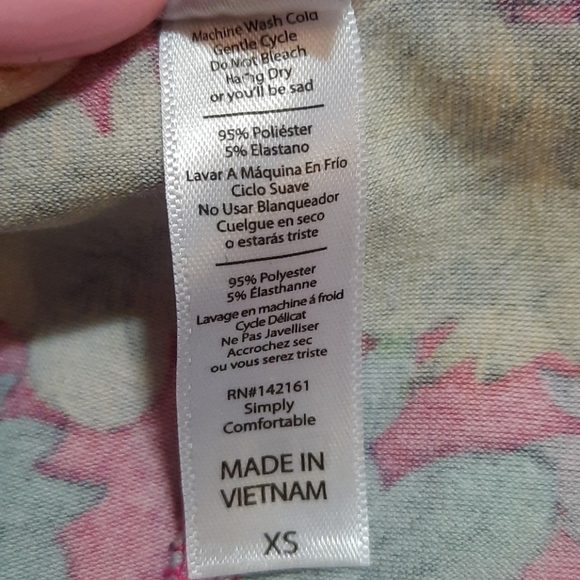 Machine Wash Cold
Gentle Cycle
Do Not Bleach
Hang Dry
or you'll be sad
95% Poliéster
5% Elastano
Lavar A Máquina En Frío
Ciclo Suave
No Usar Blanqueador
Cuelgue en seco
o estarás triste
95% Polyester
5% Élasthanne
Lavage en machine á froid
Cycle Délicat
Ne Pas Javelliser
Accrochez sec
ou vous serez triste
RN#142161
Simply
Comfortable
MADE IN
VIETNAM
XS